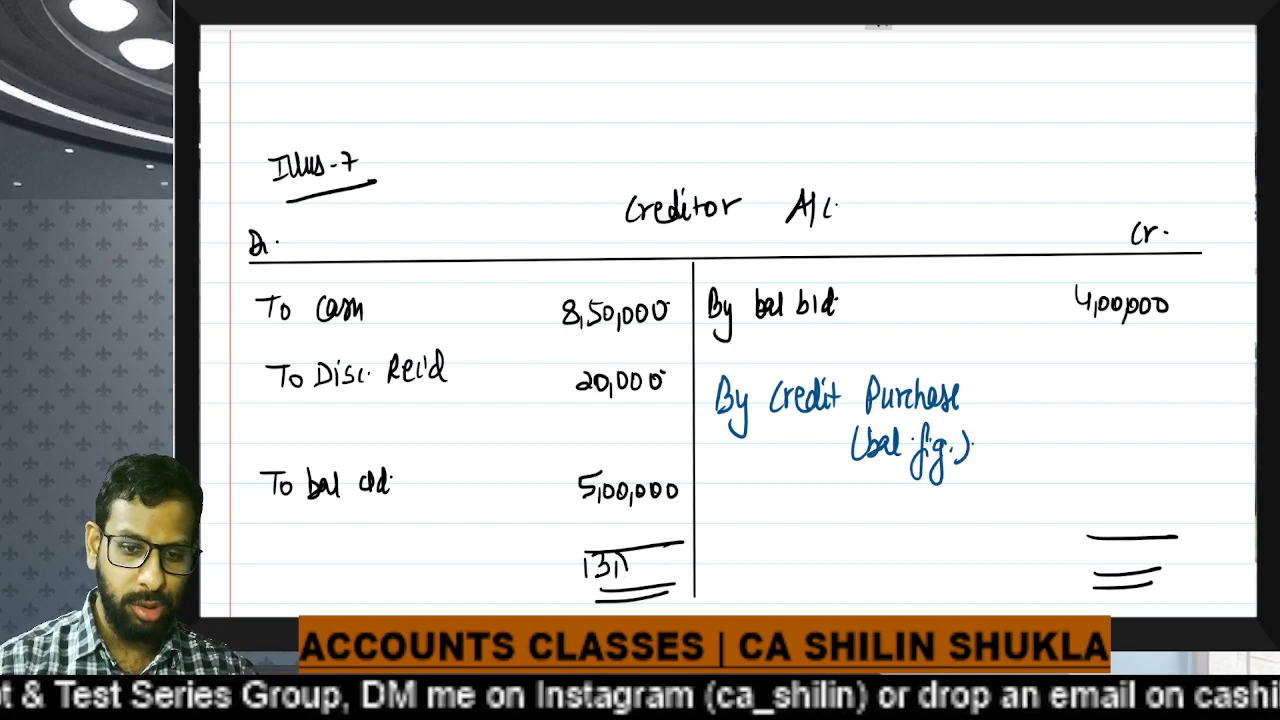 Illus-7
Creditor A/c.
Dr. Cr.
To Cash 8,50,000 By bal b/d 4,00,000
To Disc. Rec'd 20,000 By Credit Purchase
(bal. fig.)
To bal c/d. 5,00,000
13,
ACCOUNTS CLASSES | CA SHILIN SHUKLA
& Test Series Group, DM me on Instagram (ca_shilin) or drop an email on cashi